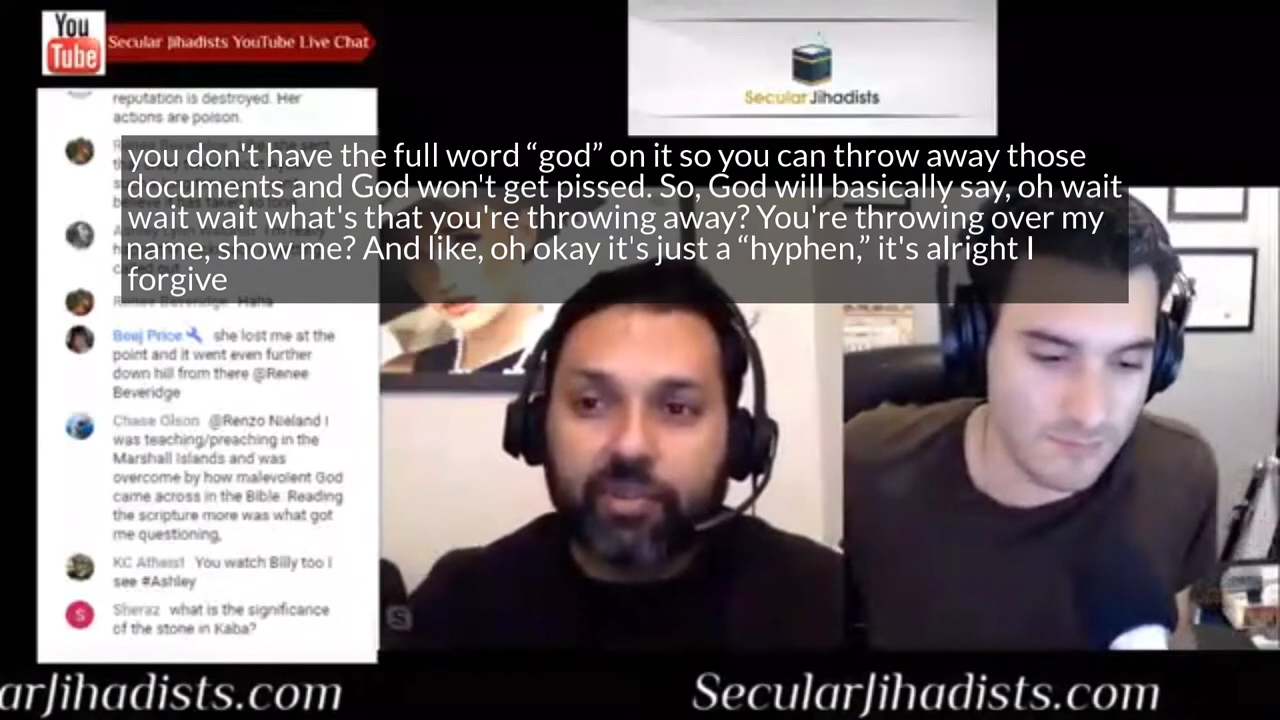 You
Tube
Secular Jihadists YouTube Live Chat
SecularJihadists
reputation is destroyed. Her
actions are poison.
you don't have the full word “god” on it so you can throw away those
documents and God won't get pissed. So, God will basically say, oh wait
wait wait what's that you're throwing away? You're throwing over my
name, show me? And like, oh okay it's just a “hyphen,” it's alright I
forgive
Renee Beveridge Haha
Beej Price she lost me at the
point and it went even further
down hill from there @Renee
Beveridge
Chase Olson @Renzo Nieland I
was teaching/preaching in the
Marshall Islands and was
overcome by how malevolent God
came across in the Bible. Reading
the scripture more was what got
me questioning,
KC Atheist You watch Billy too I
see #Ashley
S
Sheraz what is the significance
of the stone in Kaba?
arJihadists.com
SecularJihadists.com